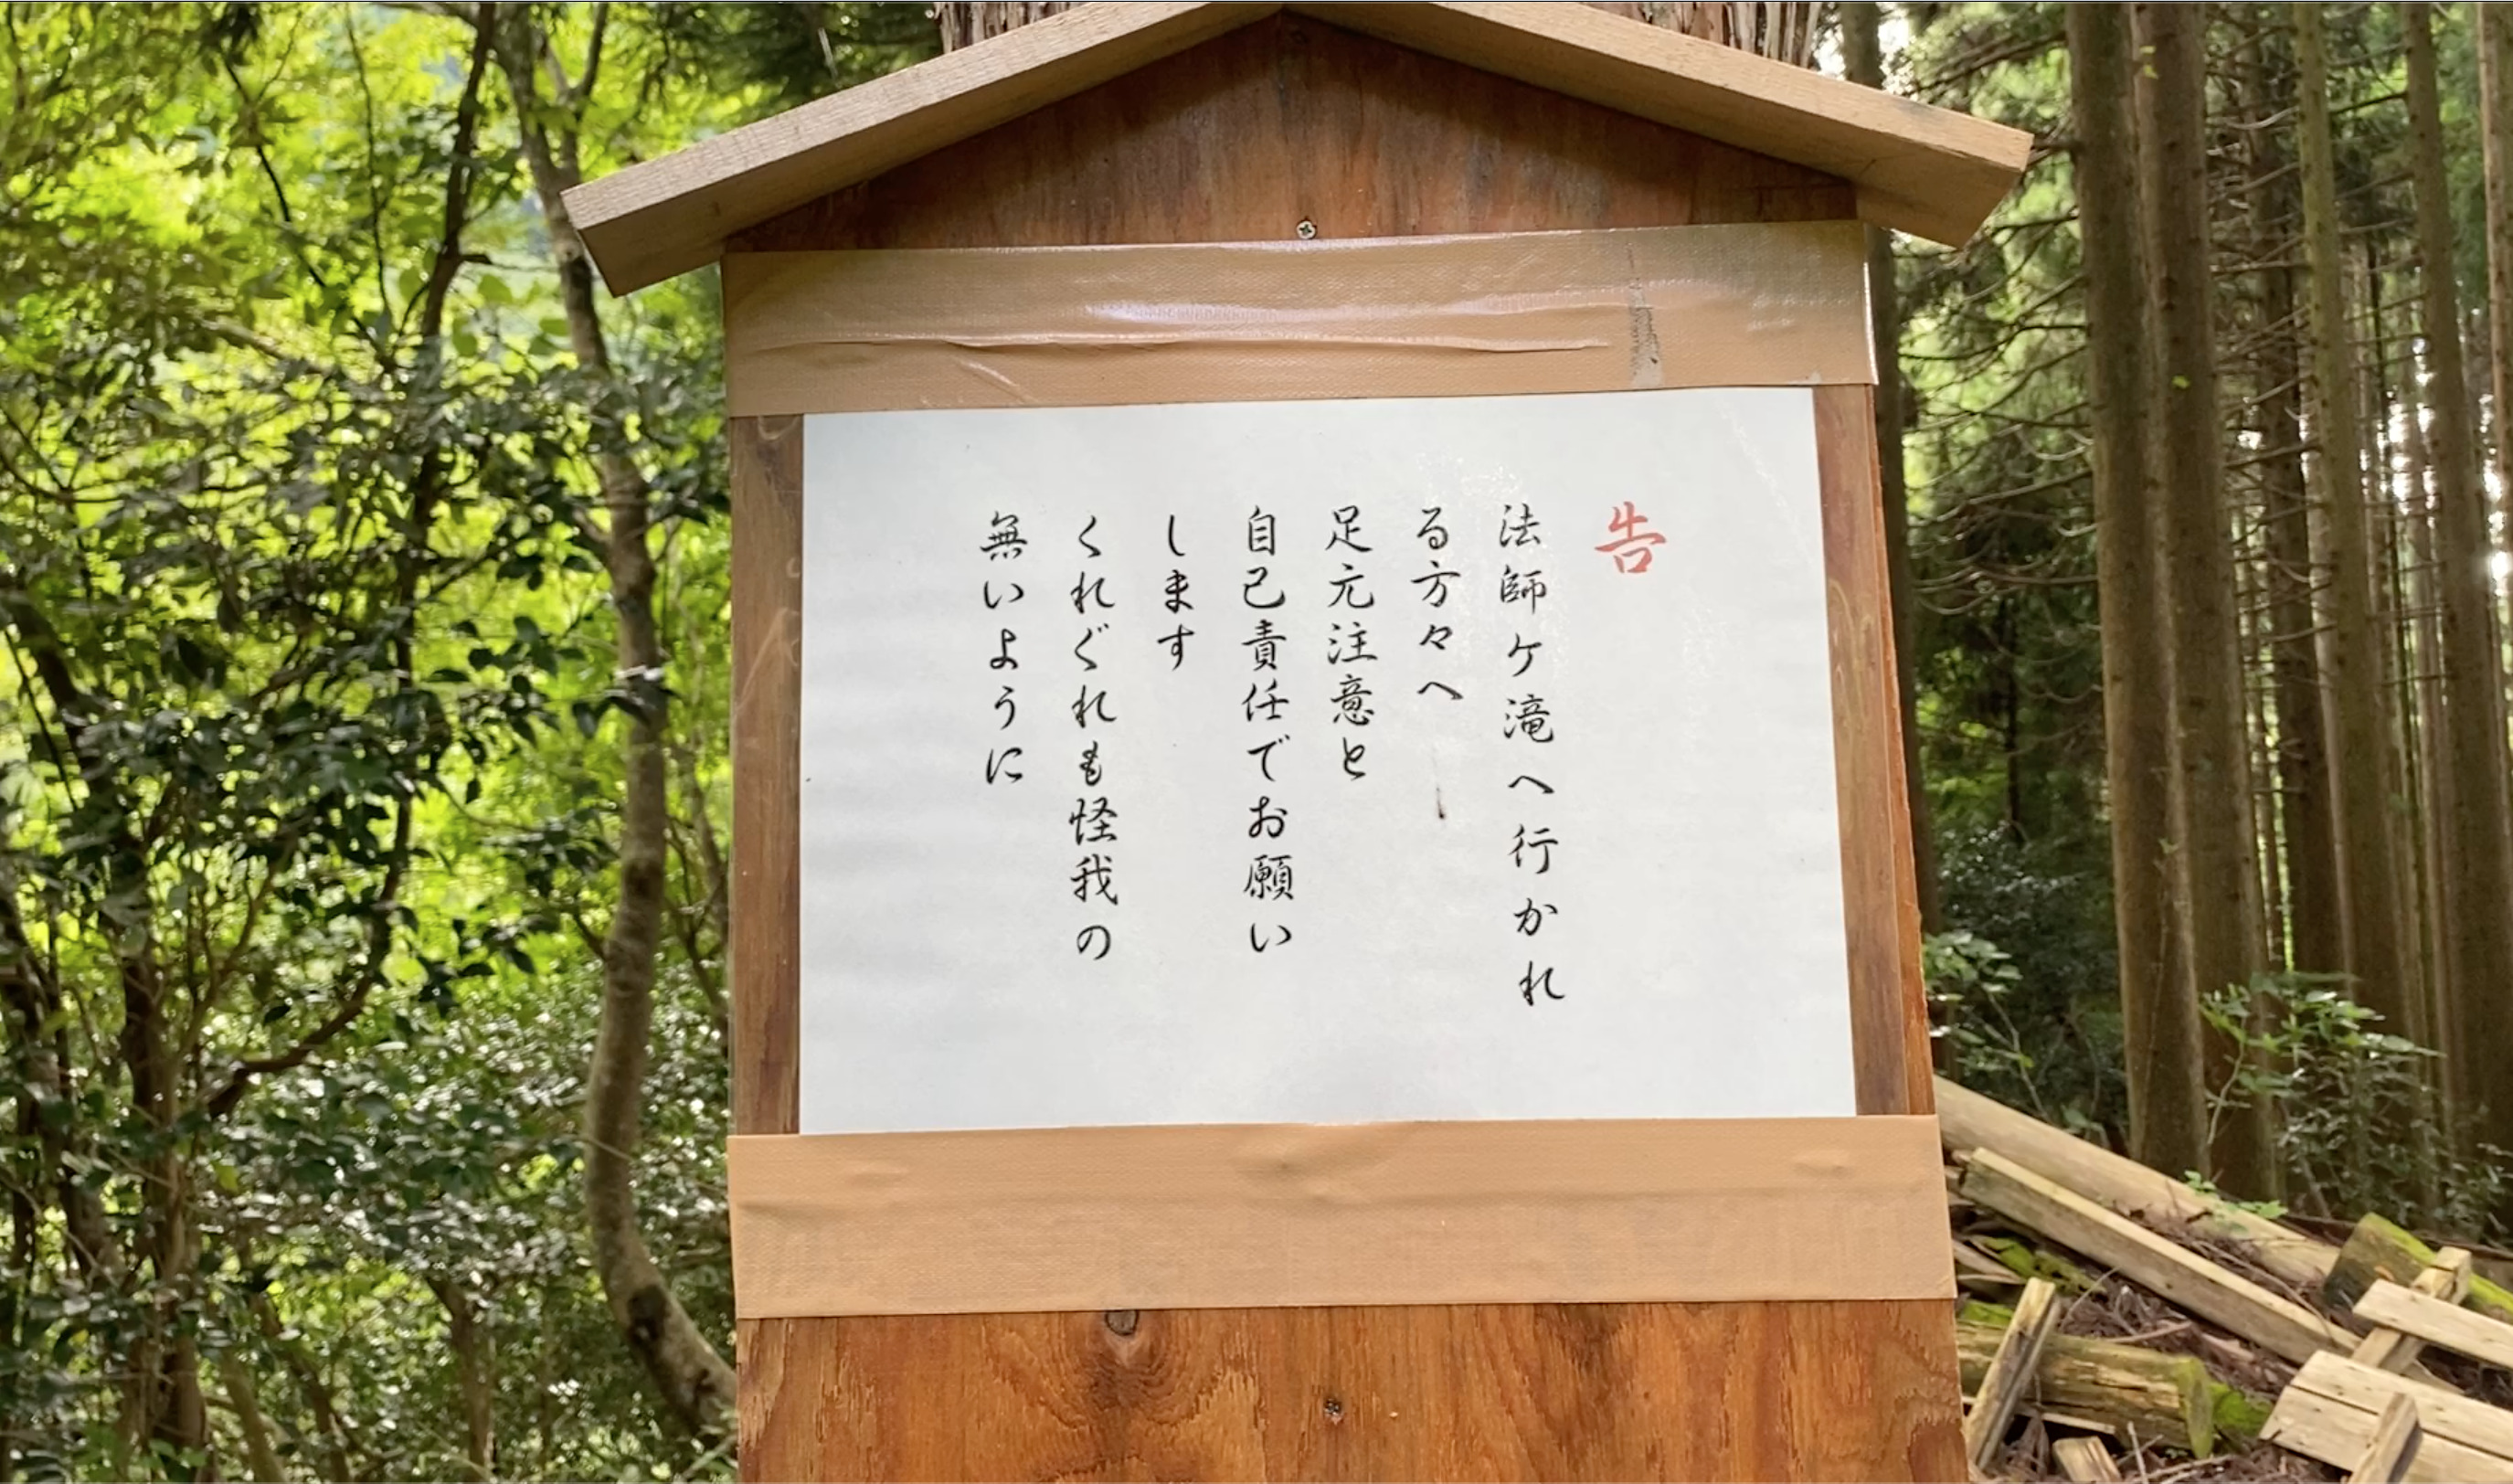 告
法師ケ滝へ行かれ
る方々へ
足元注意と
自己責任でお願い
します
くれぐれも怪我の
無いように